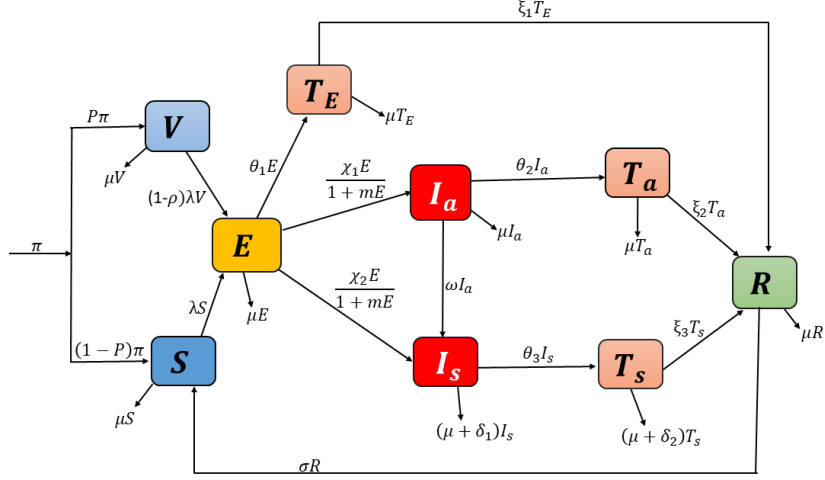 ξ₁T_E
T_E
μT_E
Pπ
V
μV
θ₁E
(1-ρ)λV
χ₁E
1 + mE
I_a
μI_a
θ₂I_a
T_a
μT_a
ξ₂T_a
π
E
μE
χ₂E
1 + mE
ωI_a
R
μR
λS
(1 − P)π
S
μS
I_s
(μ + δ₁)I_s
θ₃I_s
T_s
(μ + δ₂)T_s
ξ₃T_s
σR